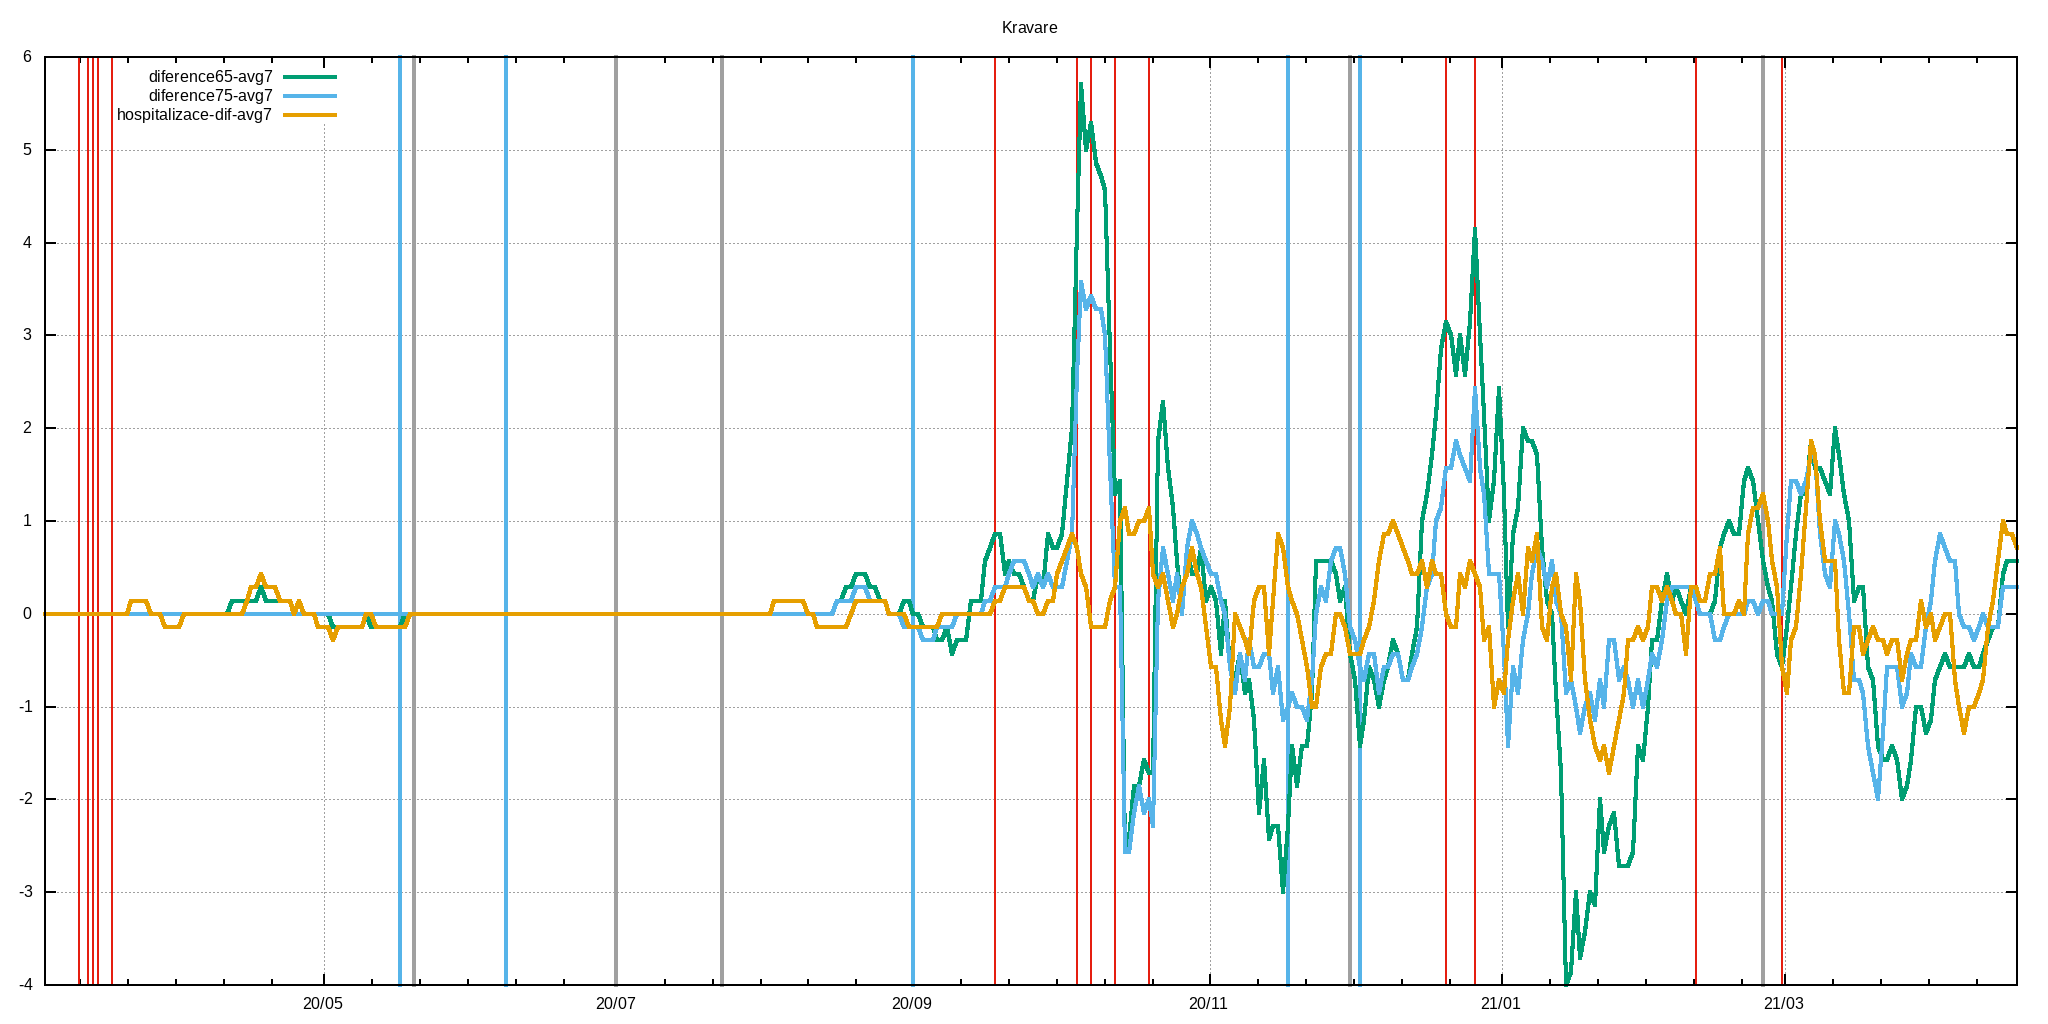 Kravare
6
diference65-avg7
diference75-avg7
hospitalizace-dif-avg7
5
4
3
2
1
0
-1
-2
-3
-4
20/05 20/07 20/09 20/11 21/01 21/03